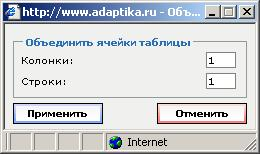 http://www.adaptika.ru - Объ...
Объединить ячейки таблицы
Колонки: 1
Строки: 1
Применить Отменить
Internet